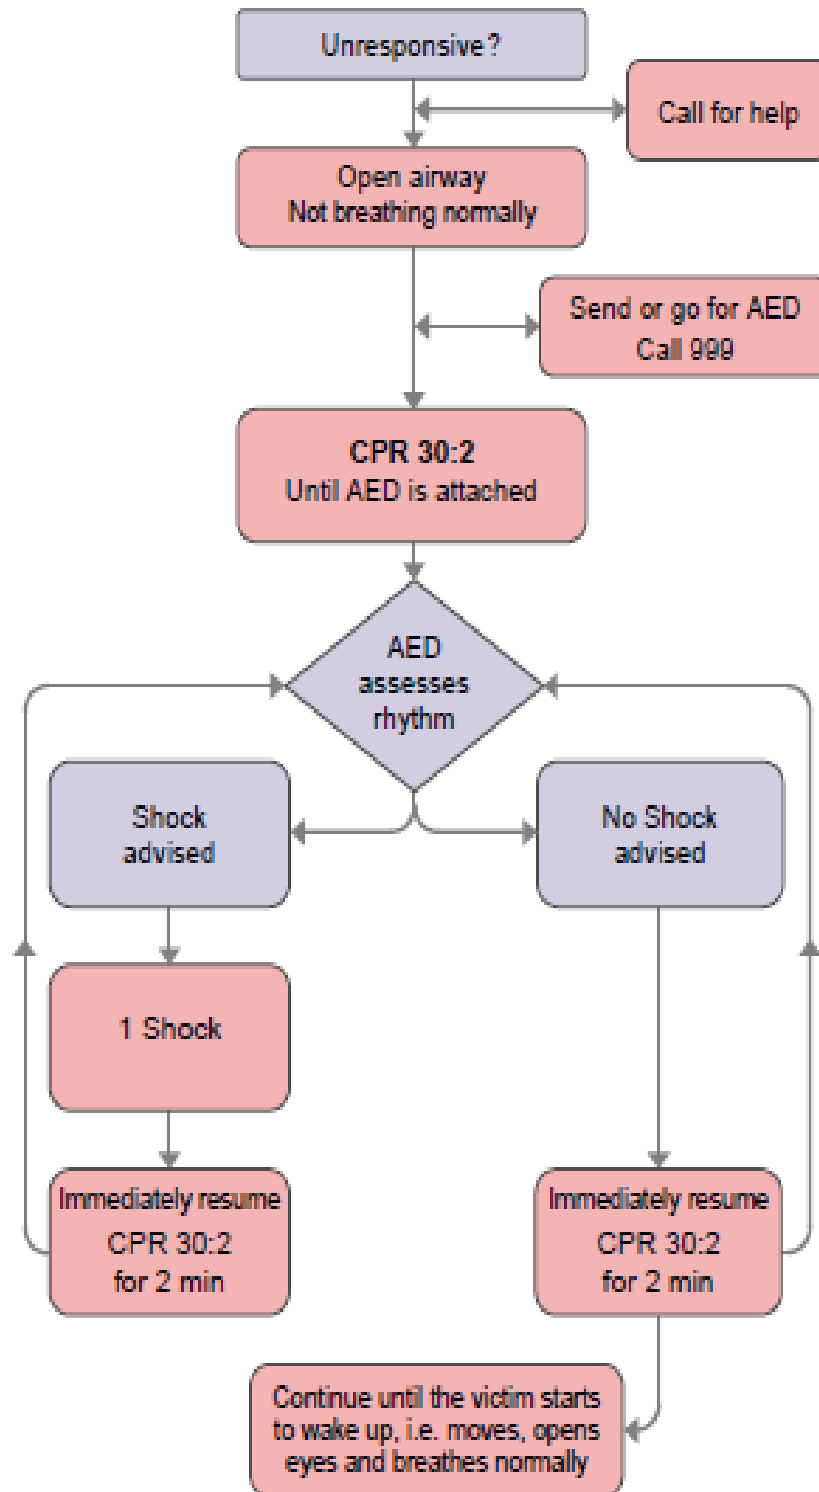 Unresponsive?
Call for help
Open airway
Not breathing normally
Send or go for AED
Call 999
CPR 30:2
Until AED is attached
AED
assesses
rhythm
Shock
advised
No Shock
advised
1 Shock
Immediately resume
CPR 30:2
for 2 min
Immediately resume
CPR 30:2
for 2 min
Continue until the victim starts
to wake up, i.e. moves, opens
eyes and breathes normally